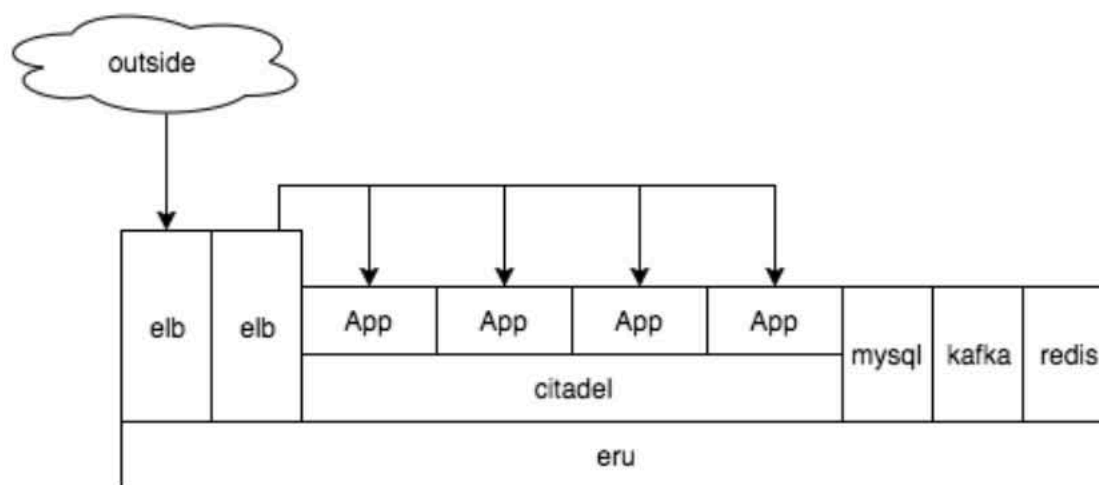 outside
elb
elb
App
App
App
App
mysql
kafka
redis
citadel
eru